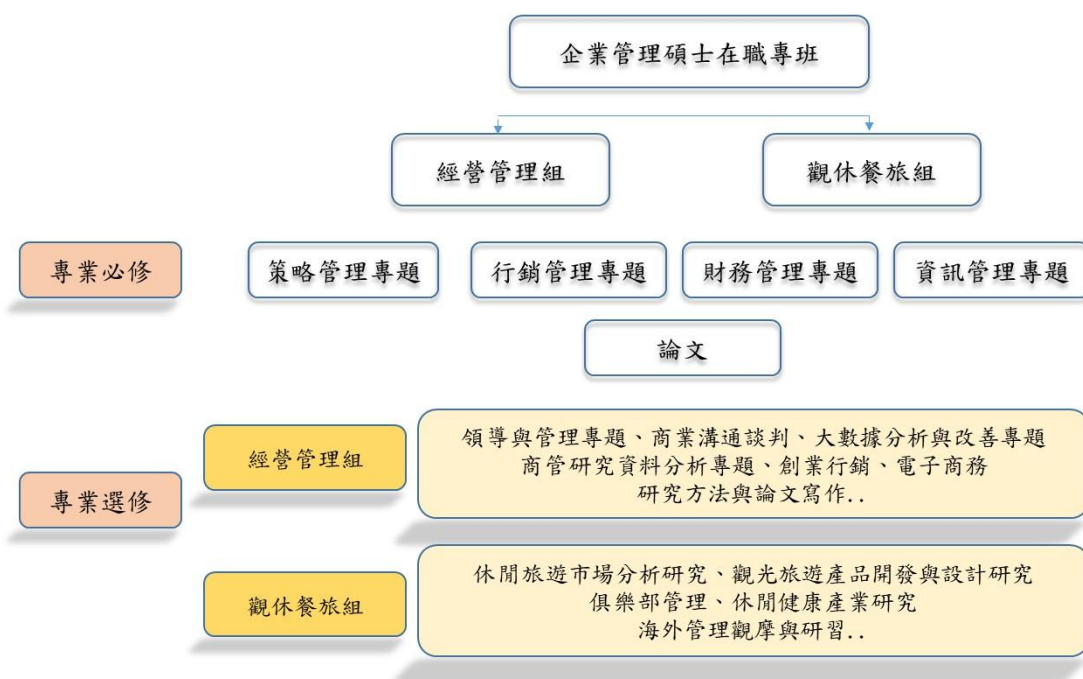 企業管理碩士在職專班
經營管理組
觀休餐旅組
專業必修
策略管理專題
行銷管理專題
財務管理專題
資訊管理專題
論文
專業選修
經營管理組
領導與管理專題、商業溝通談判、大數據分析與改善專題
商管研究資料分析專題、創業行銷、電子商務
研究方法與論文寫作..
觀休餐旅組
休閒旅遊市場分析研究、觀光旅遊產品開發與設計研究
俱樂部管理、休閒健康產業研究
海外管理觀摩與研習..